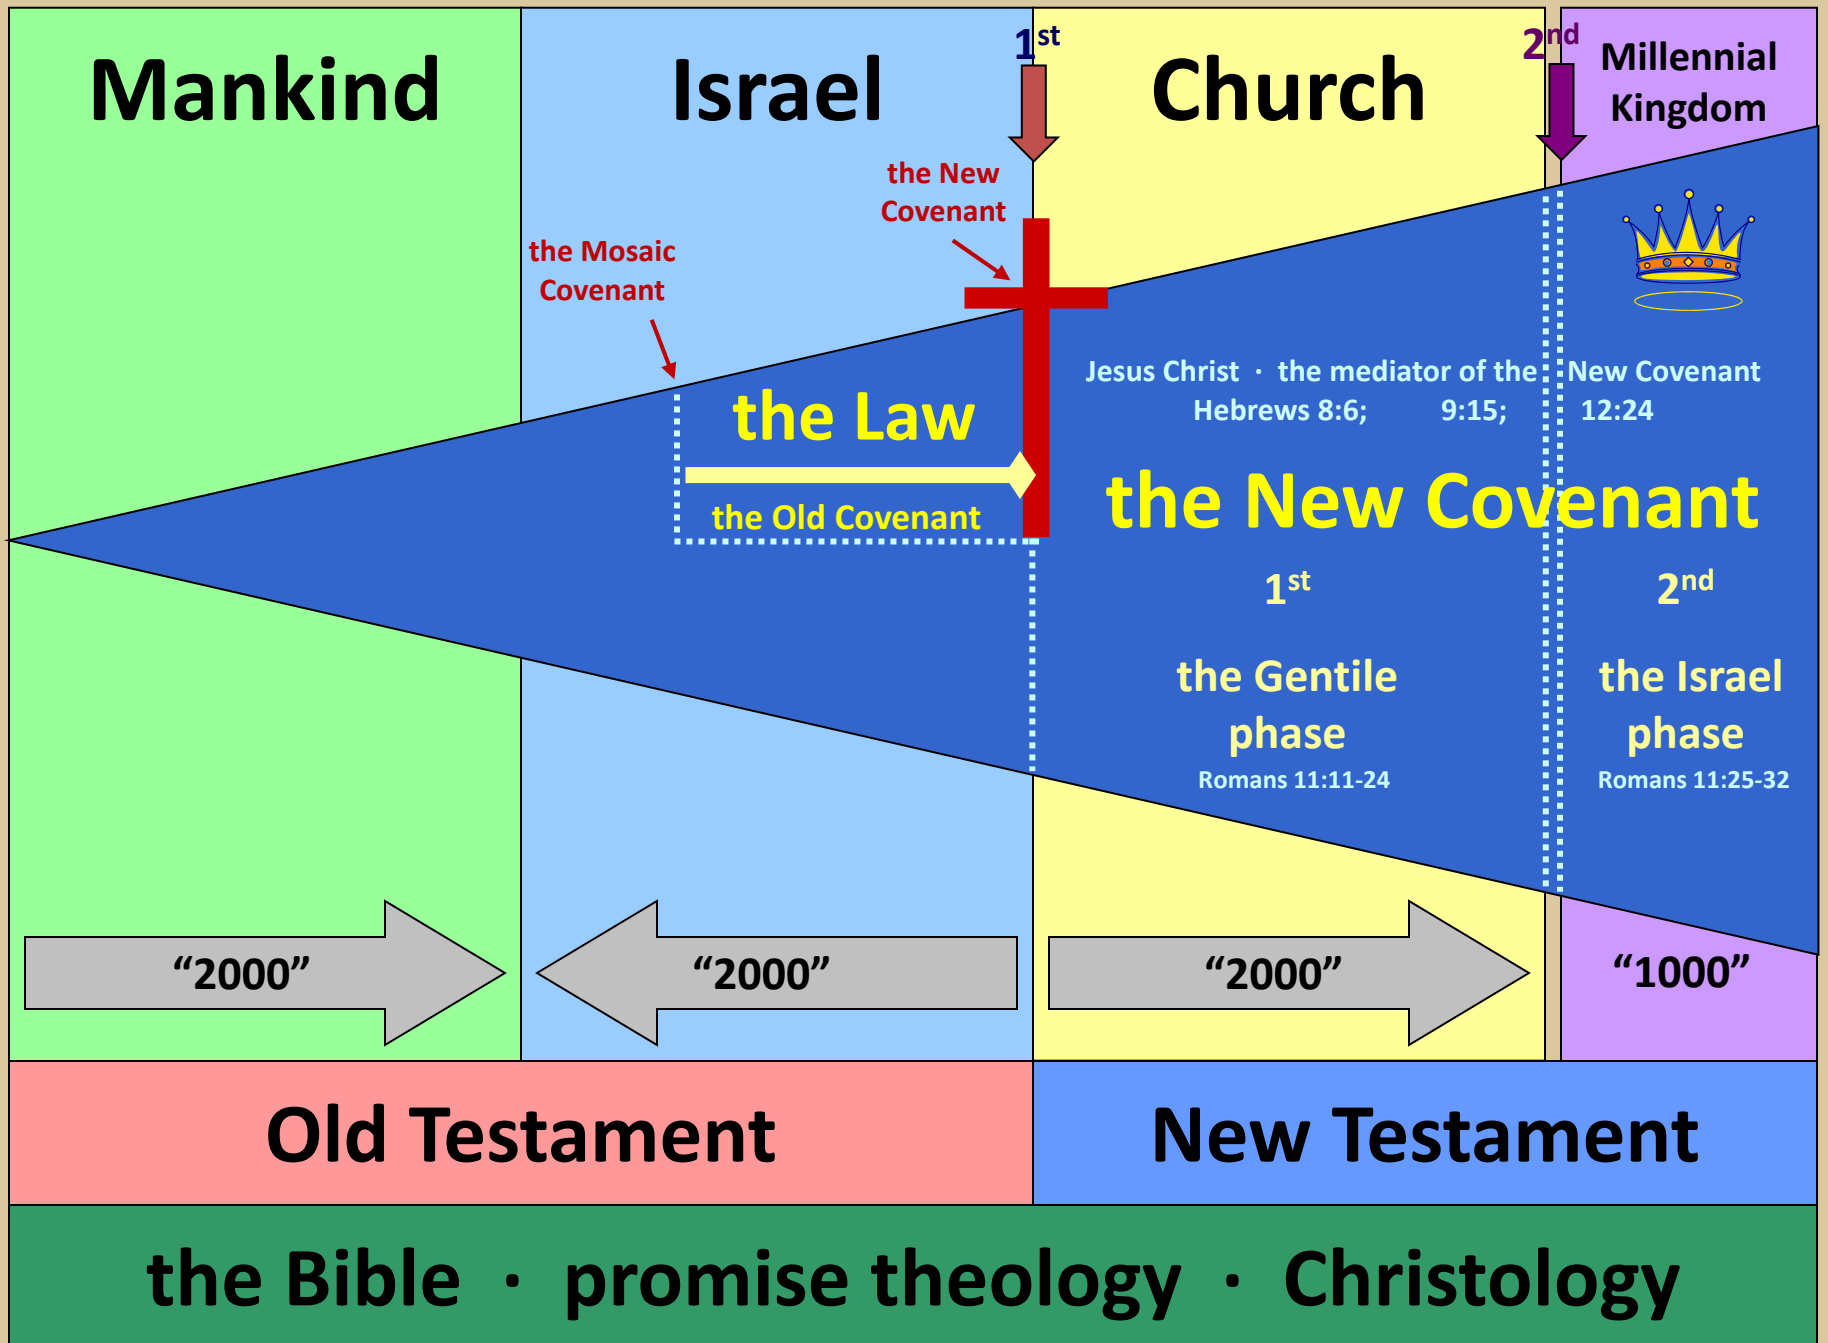 Mankind
Israel
1st
Church
2nd
Millennial
Kingdom
the New
Covenant
the Mosaic
Covenant
the Law
the Old Covenant
Jesus Christ · the mediator of the New Covenant
Hebrews 8:6; 9:15; 12:24
the New Covenant
1st
2nd
the Gentile
phase
Romans 11:11-24
the Israel
phase
Romans 11:25-32
“2000”
“2000”
“2000”
“1000”
Old Testament
New Testament
the Bible · promise theology · Christology